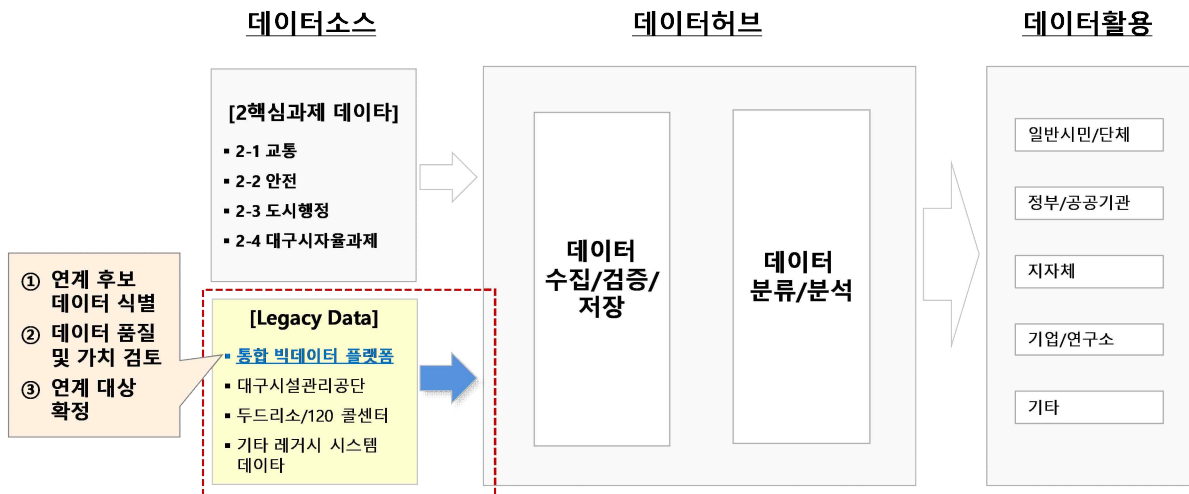 데이터소스
데이터허브
데이터활용
[2핵심과제 데이타]
▪ 2-1 교통
▪ 2-2 안전
▪ 2-3 도시행정
▪ 2-4 대구시자율과제
① 연계 후보
데이터 식별
② 데이터 품질
및 가치 검토
③ 연계 대상
확정
[Legacy Data]
▪ 통합 빅데이터 플랫폼
▪ 대구시설관리공단
▪ 두드리소/120 콜센터
▪ 기타 레거시 시스템
데이타
데이터
수집/검증/
저장
데이터
분류/분석
일반시민/단체
정부/공공기관
지자체
기업/연구소
기타